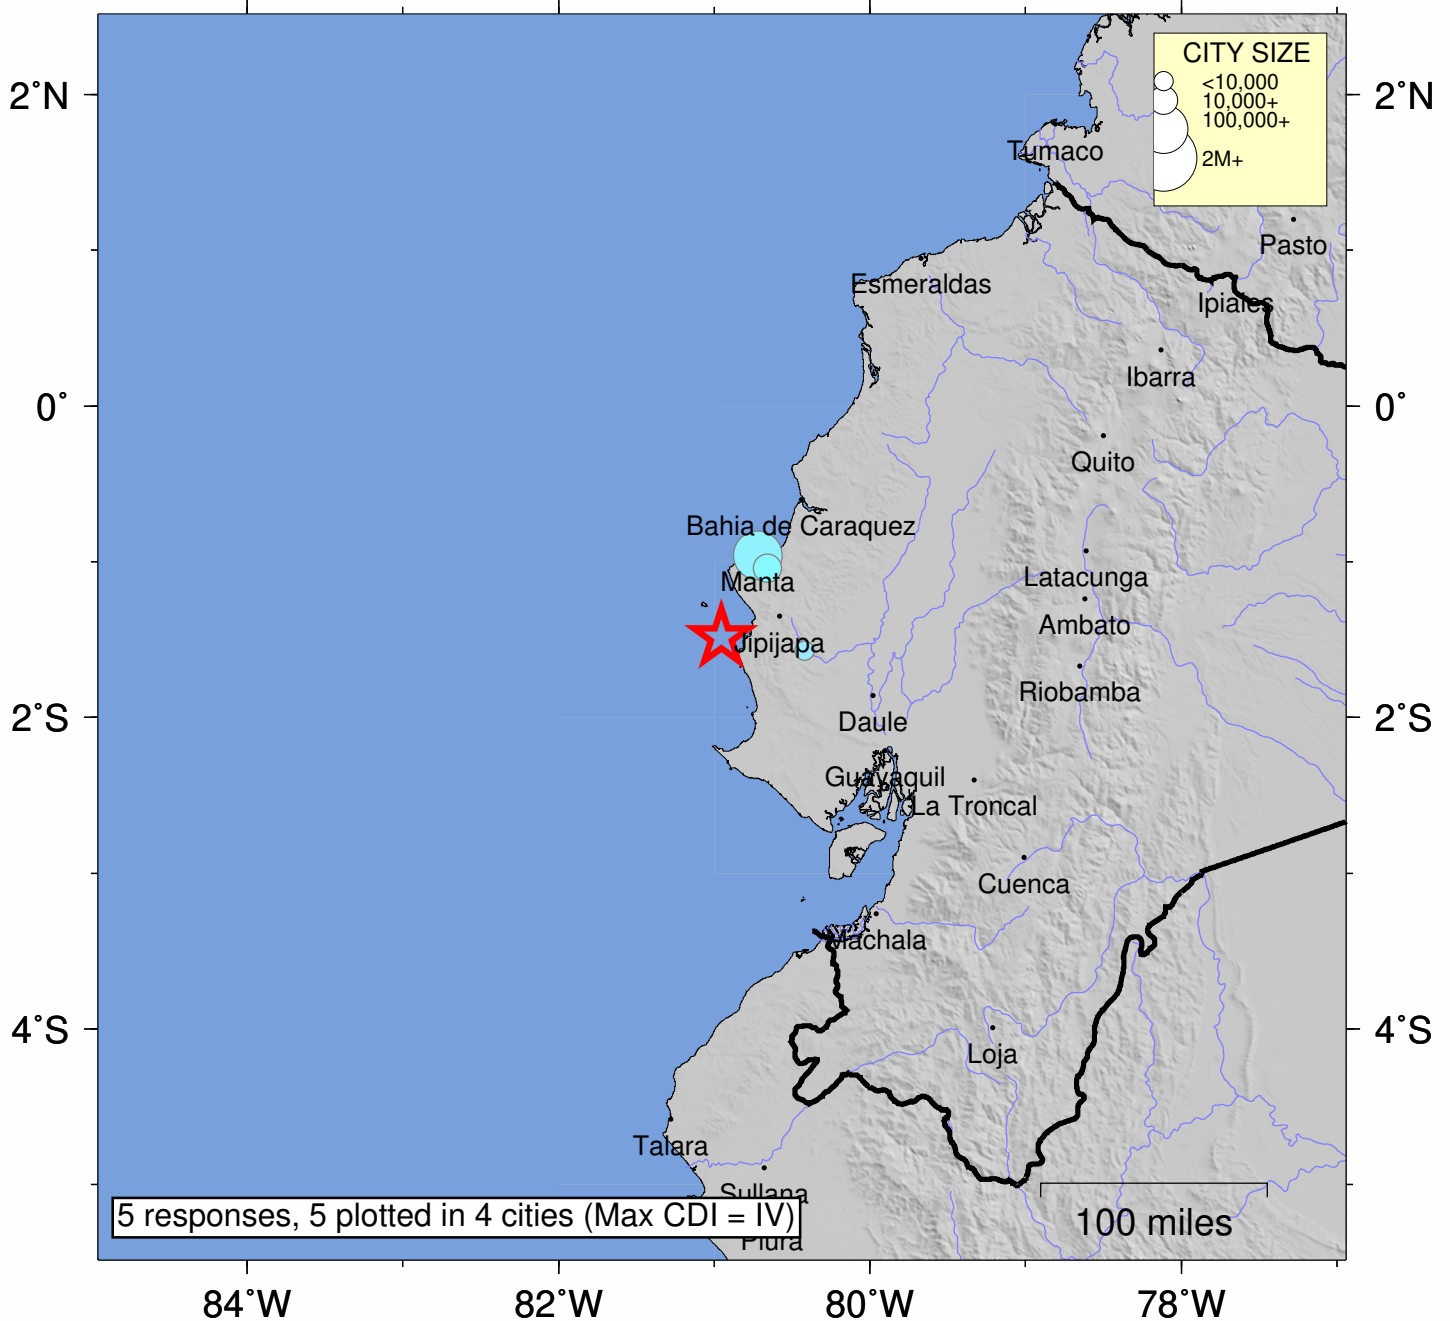 CITY SIZE
<10,000
10,000+
100,000+
2M+
2°N
2°N
Tumaco
Pasto
Esmeraldas
Ipiales
Ibarra
0°
0°
Quito
Bahia de Caraquez
Latacunga
Manta
Ambato
Jipijapa
Riobamba
2°S
Daule
2°S
Guayaquil
La Troncal
Cuenca
Machala
4°S
Loja
4°S
Talara
Sullana
5 responses, 5 plotted in 4 cities (Max CDI = IV)
100 miles
Piura
84°W
82°W
80°W
78°W